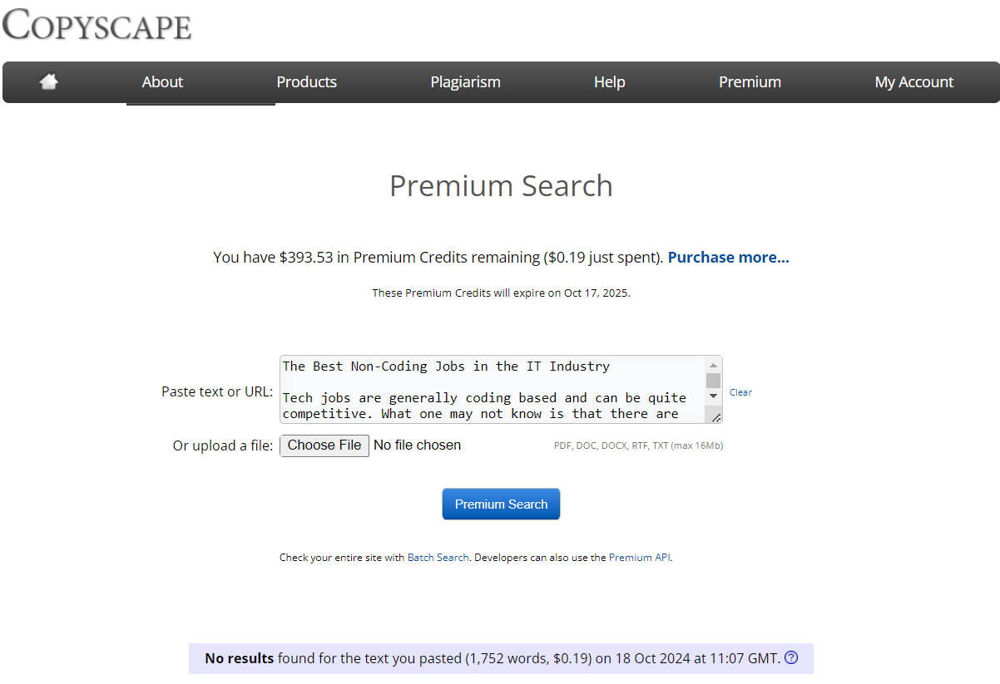 COPYSCAPE
About Products Plagiarism Help Premium My Account
Premium Search
You have $393.53 in Premium Credits remaining ($0.19 just spent). Purchase more...
These Premium Credits will expire on Oct 17, 2025.
The Best Non-Coding Jobs in the IT Industry
Paste text or URL: Clear
Tech jobs are generally coding based and can be quite
competitive. What one may not know is that there are
Or upload a file: Choose File No file chosen PDF, DOC, DOCX, RTF, TXT (max 16Mb)
Premium Search
Check your entire site with Batch Search. Developers can also use the Premium API.
No results found for the text you pasted (1,752 words, $0.19) on 18 Oct 2024 at 11:07 GMT. ?